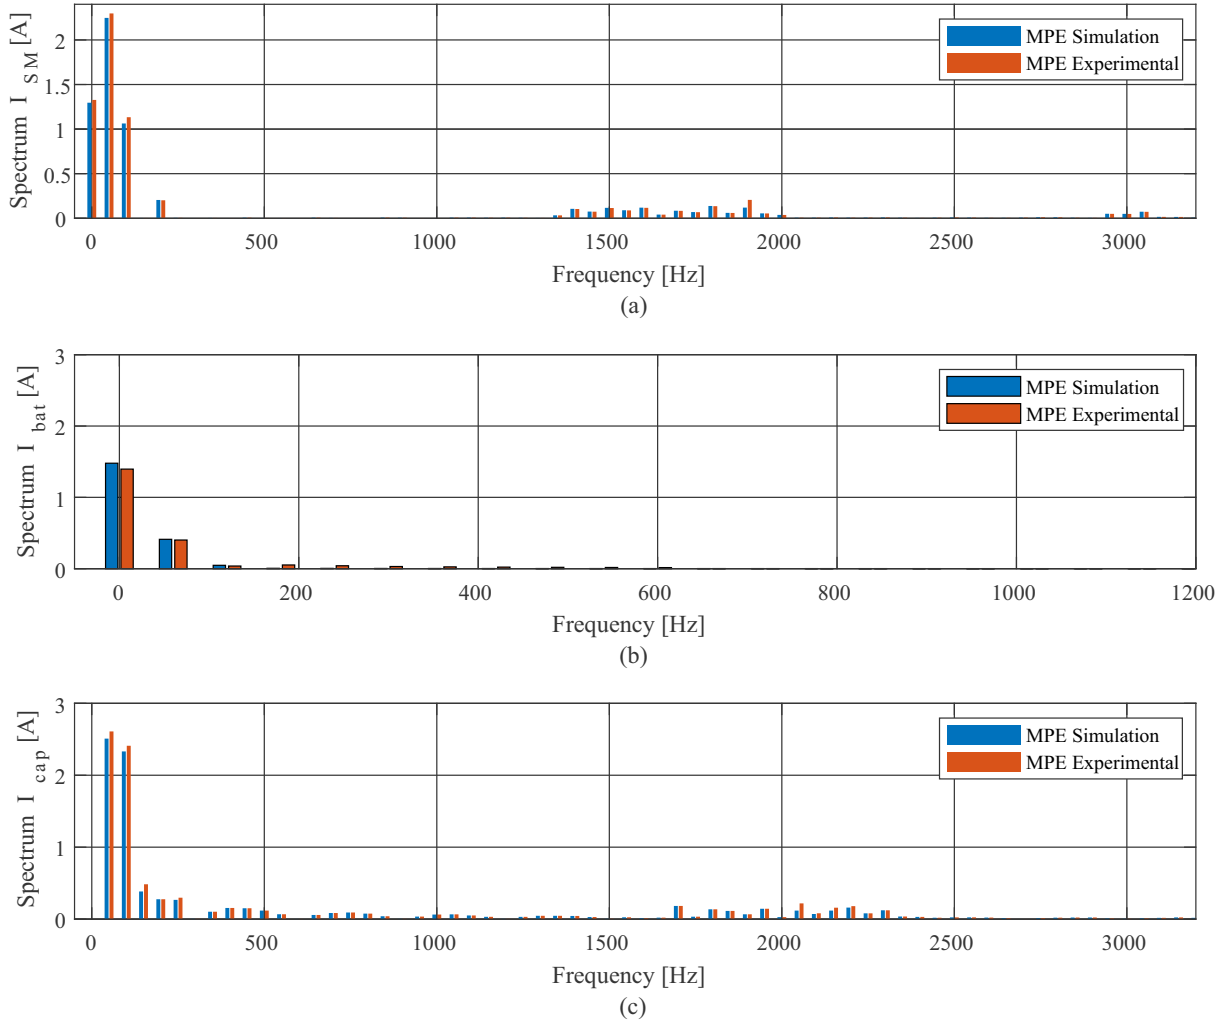 Spectrum I SM [A]
2
1.5
1
0.5
0
MPE Simulation
MPE Experimental
0 500 1000 1500 2000 2500 3000
Frequency [Hz]
(a)
Spectrum I bat [A]
3
2
1
0
MPE Simulation
MPE Experimental
0 200 400 600 800 1000 1200
Frequency [Hz]
(b)
Spectrum I cap [A]
3
2
1
0
MPE Simulation
MPE Experimental
0 500 1000 1500 2000 2500 3000
Frequency [Hz]
(c)